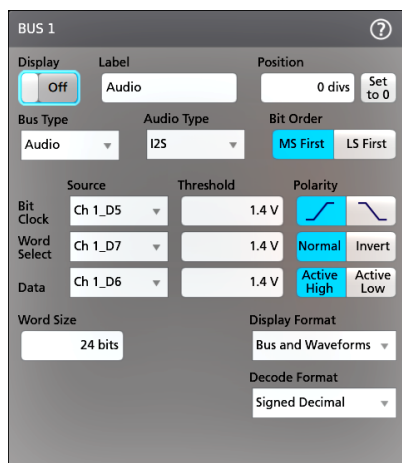 BUS 1 ?
Display Label Position
Off Audio 0 divs Set to 0
Bus Type Audio Type Bit Order
Audio I2S MS First LS First
Source Threshold Polarity
Bit Clock Ch 1_D5 1.4 V
Word Select Ch 1_D7 1.4 V Normal Invert
Data Ch 1_D6 1.4 V Active High Active Low
Word Size Display Format
24 bits Bus and Waveforms
Decode Format
Signed Decimal